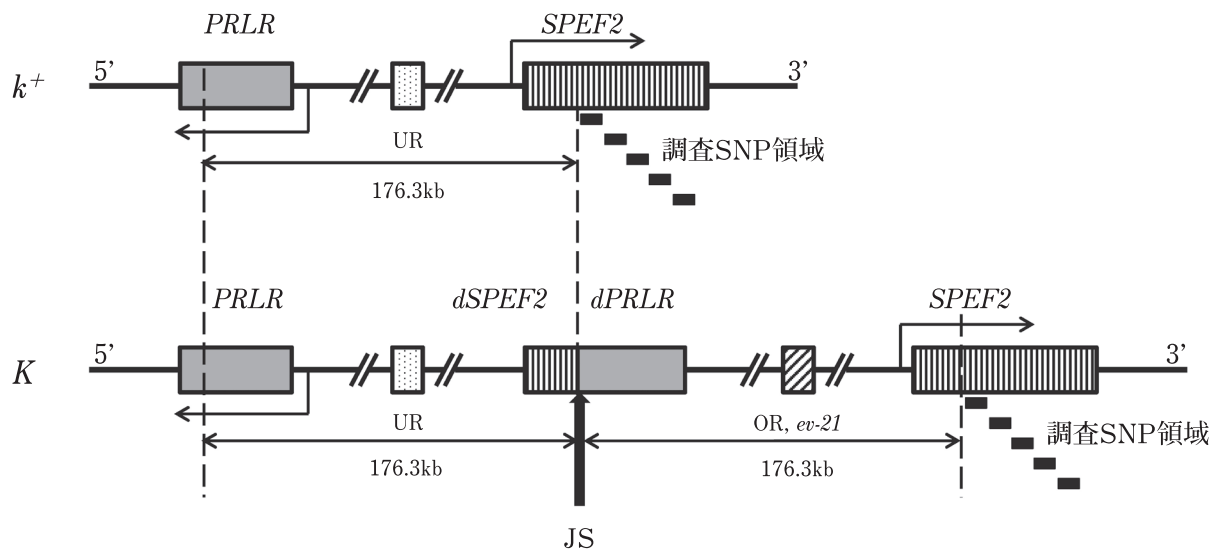 PRLR
SPEF2
5’
3’
k+
UR
調査SNP領域
176.3kb
PRLR
dSPEF2
dPRLR
SPEF2
5’
3’
K
UR
OR, ev-21
調査SNP領域
176.3kb
176.3kb
JS